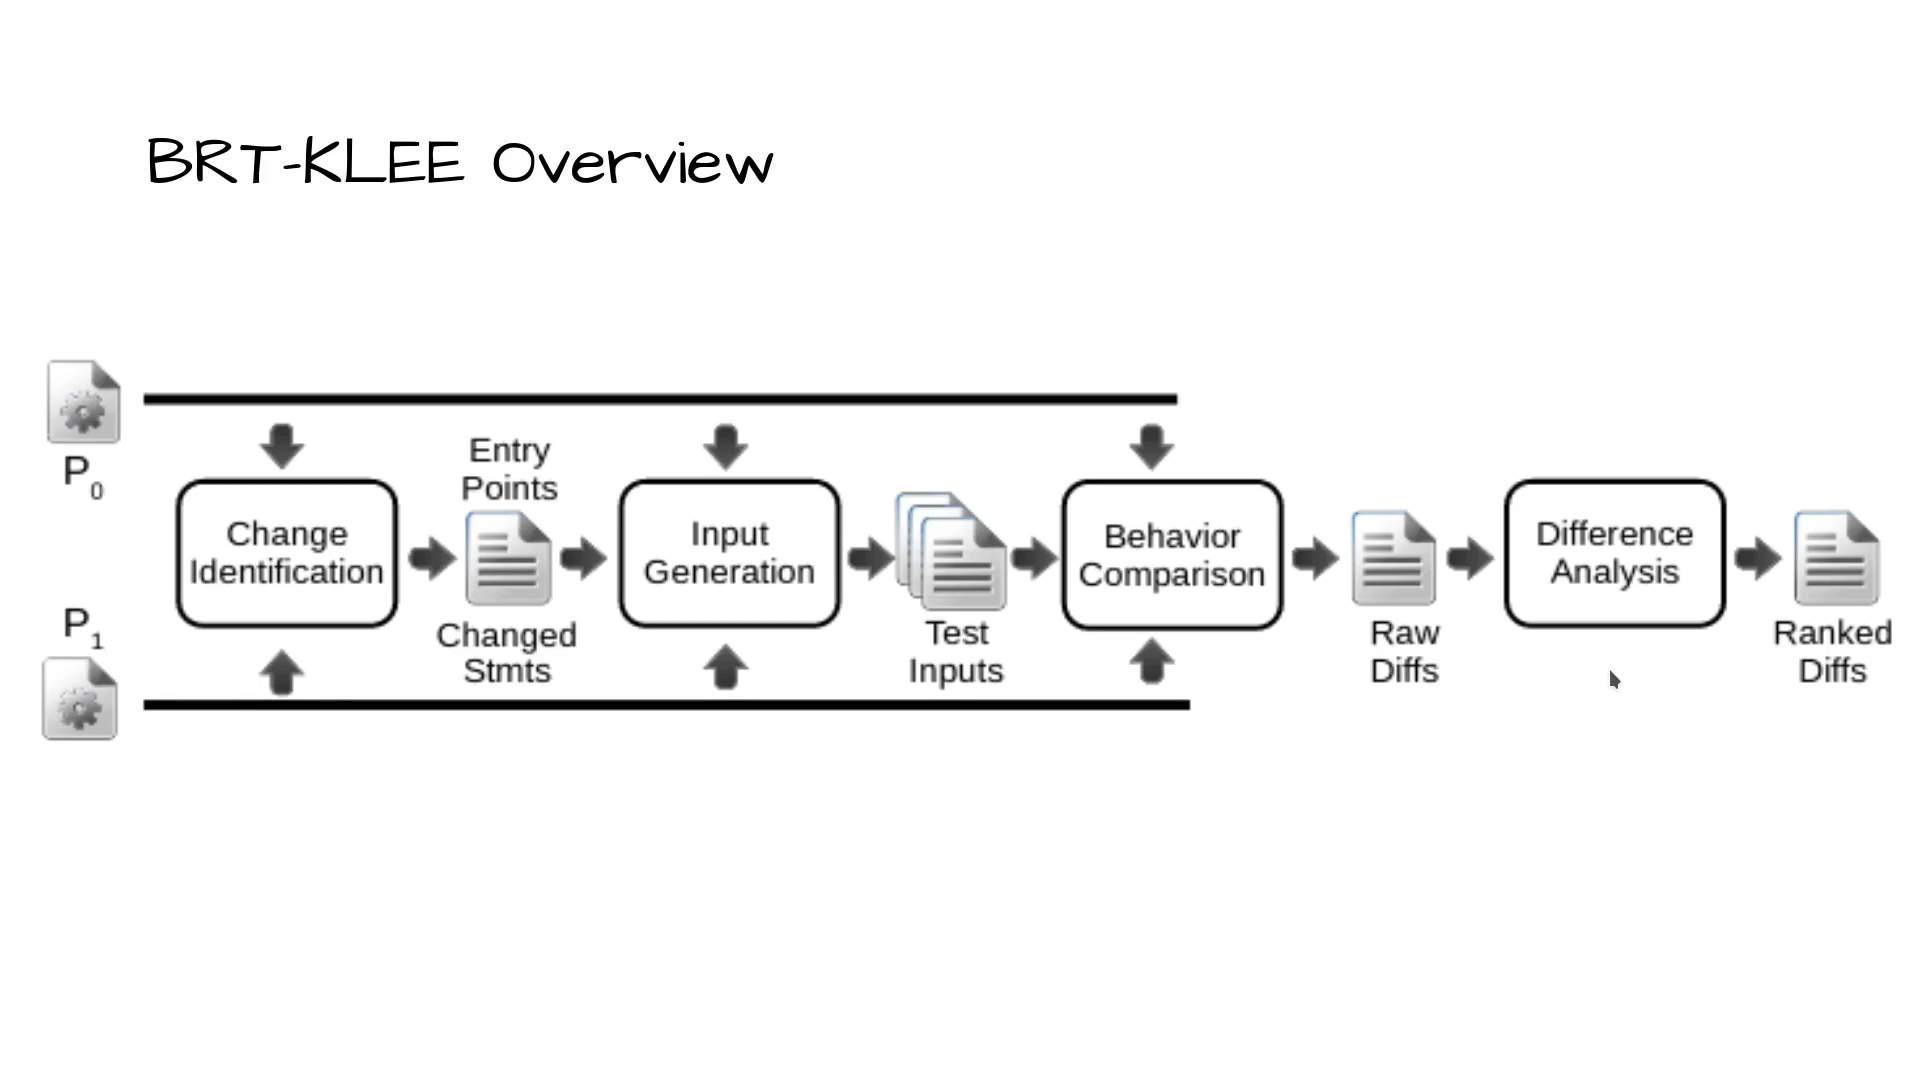 BRT-KLEE Overview
P0
Entry
Points
Change
Identification
Input
Generation
Behavior
Comparison
Difference
Analysis
P1
Changed
Stmts
Test
Inputs
Raw
Diffs
Ranked
Diffs